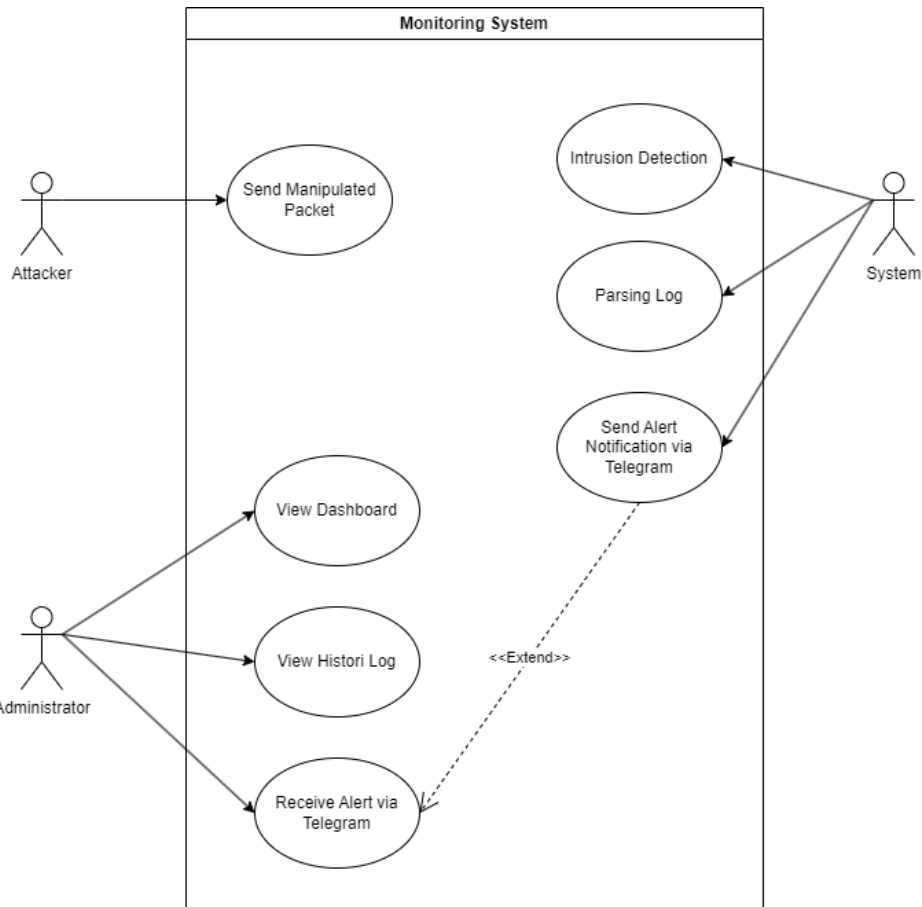 Monitoring System
Intrusion Detection
Send Manipulated
Packet
Attacker
System
Parsing Log
Send Alert
Notification via
Telegram
View Dashboard
View Histori Log
<<Extend>>
Administrator
Receive Alert via
Telegram